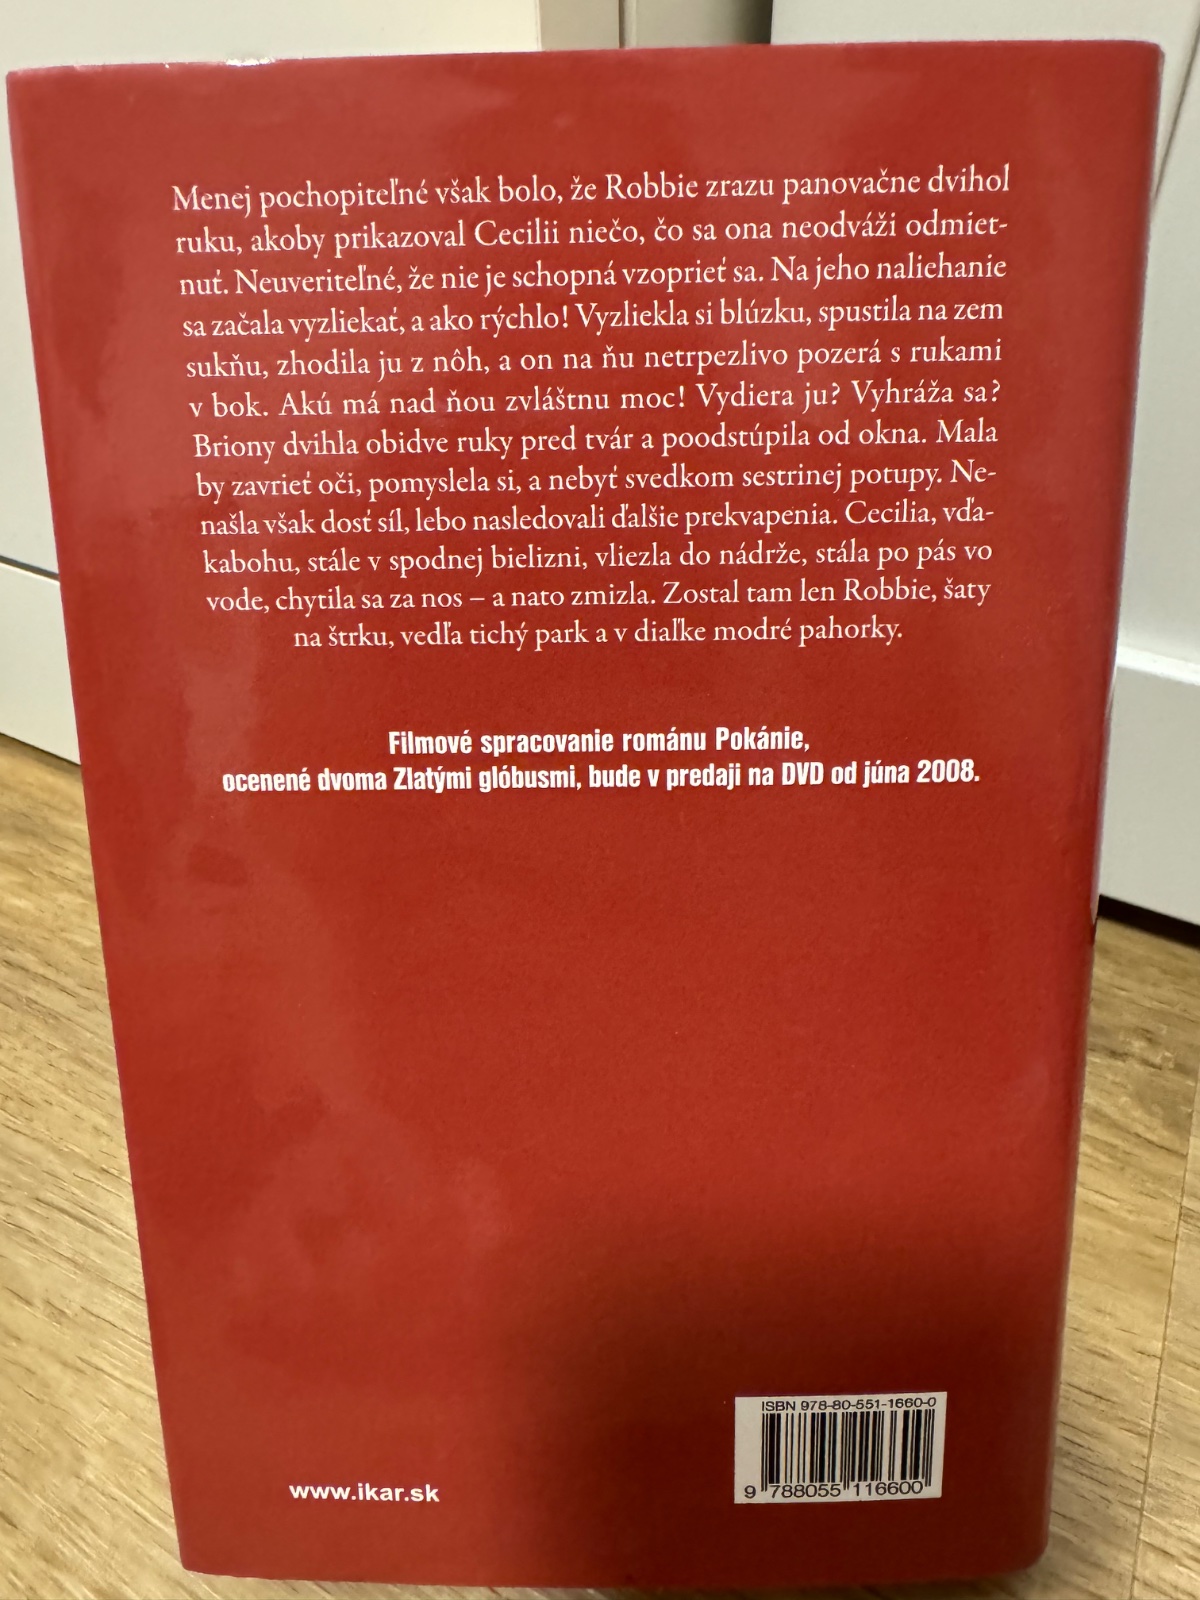 Menej pochopiteľné však bolo, že Robbie zrazu panovačne dvihol
ruku, akoby prikazoval Cecilii niečo, čo sa ona neodváži odmiet-
nuť. Neuveriteľné, že nie je schopná vzoprieť sa. Na jeho naliehanie
sa začala vyzliekať, a ako rýchlo! Vyzliekla si blúzku, spustila na zem
sukňu, zhodila ju z nôh, a on na ňu netrpezlivo pozerá s rukami
v bok. Akú má nad ňou zvláštnu moc! Vydiera ju? Vyhráža sa?
Briony dvihla obidve ruky pred tvár a poodstúpila od okna. Mala
by zavrieť oči, pomyslela si, a nebyť svedkom sestrinej potupy. Ne-
našla však dosť síl, lebo nasledovali ďalšie prekvapenia. Cecilia, vďa-
kabohu, stále v spodnej bielizni, vliezla do nádrže, stála po pás vo
vode, chytila sa za nos – a nato zmizla. Zostal tam len Robbie, šaty
na štrku, vedľa tichý park a v diaľke modré pahorky.
Filmové spracovanie románu Pokánie,
ocenené dvoma Zlatými glóbusmi, bude v predaji na DVD od júna 2008.
ISBN 978-80-551-1660-0
9 788055 116600
www.ikar.sk